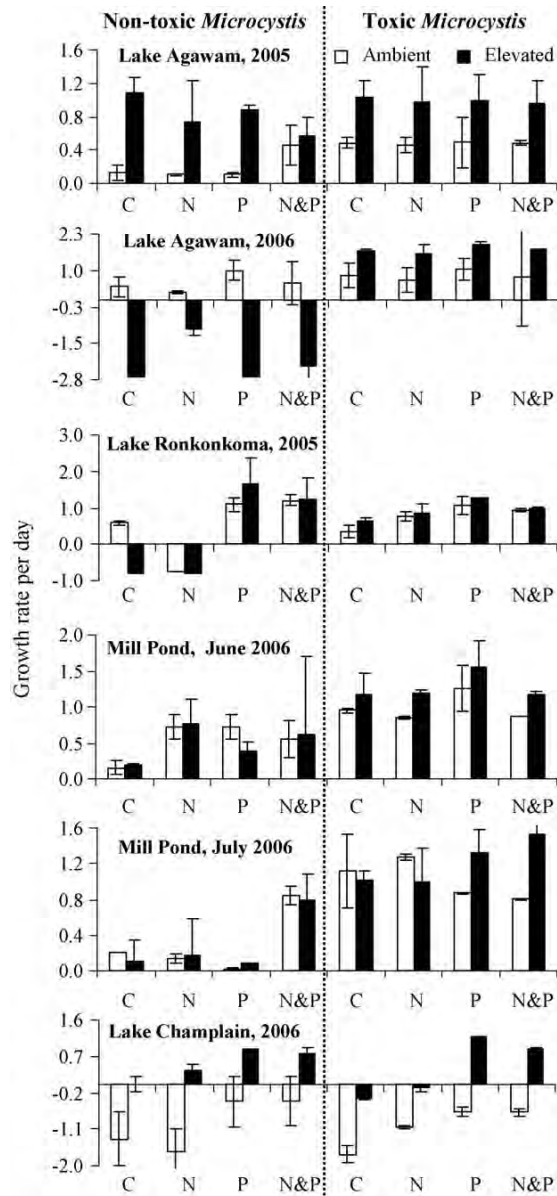 Non-toxic Microcystis Toxic Microcystis
Lake Agawam, 2005 Ambient Elevated
1.6
1.2
0.8
0.4
0.0
C N P N&P C N P N&P
Lake Agawam, 2006
2.3
1.0
-0.3
-1.5
-2.8
C N P N&P C N P N&P
Lake Ronkonkoma, 2005
3.0
2.0
1.0
0.0
-1.0
C N P N&P C N P N&P
Growth rate per day
Mill Pond, June 2006
2.0
1.5
1.0
0.5
0.0
C N P N&P C N P N&P
Mill Pond, July 2006
1.6
1.2
0.8
0.4
0.0
C N P N&P C N P N&P
Lake Champlain, 2006
1.6
0.7
-0.2
-1.1
-2.0
C N P N&P C N P N&P